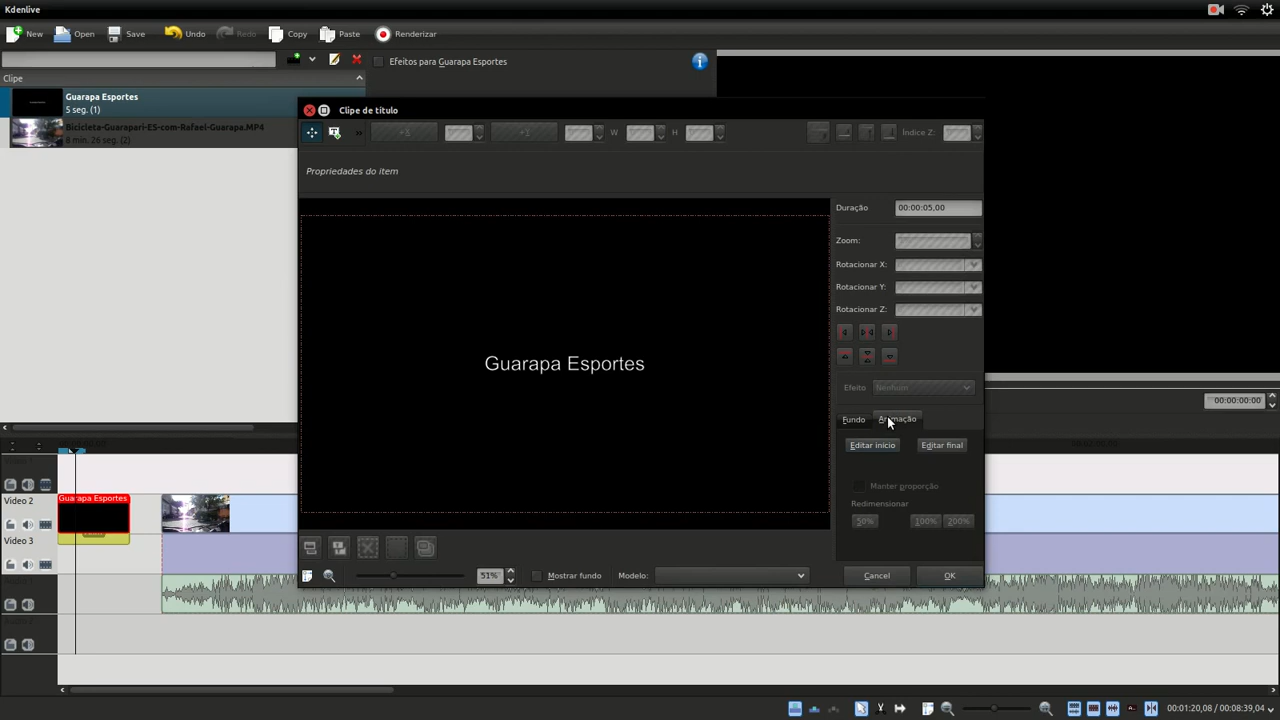 Kdenlive
New Open Save Undo Redo Copy Paste Renderizar
Efeitos para Guarapa Esportes
Clipe
Guarapa Esportes
5 seg. (1)
Bicicleta-Guarapari-ES-com-Rafael-Guarapa.MP4
8 min. 26 seg. (2)
Clipe de título
» +X +Y W H Índice Z:
Propriedades do item
Duração 00:00:05,00
Zoom:
Rotacionar X:
Rotacionar Y:
Rotacionar Z:
Guarapa Esportes
Efeito Nenhum
Fundo Animação
Editar início Editar final
Manter proporção
Redimensionar
50% 100% 200%
51% Mostrar fundo Modelo: Cancel OK
00:00:00:00
Guarapa Esportes
Video 2
Video 3
00:01:20,08 / 00:08:39,04